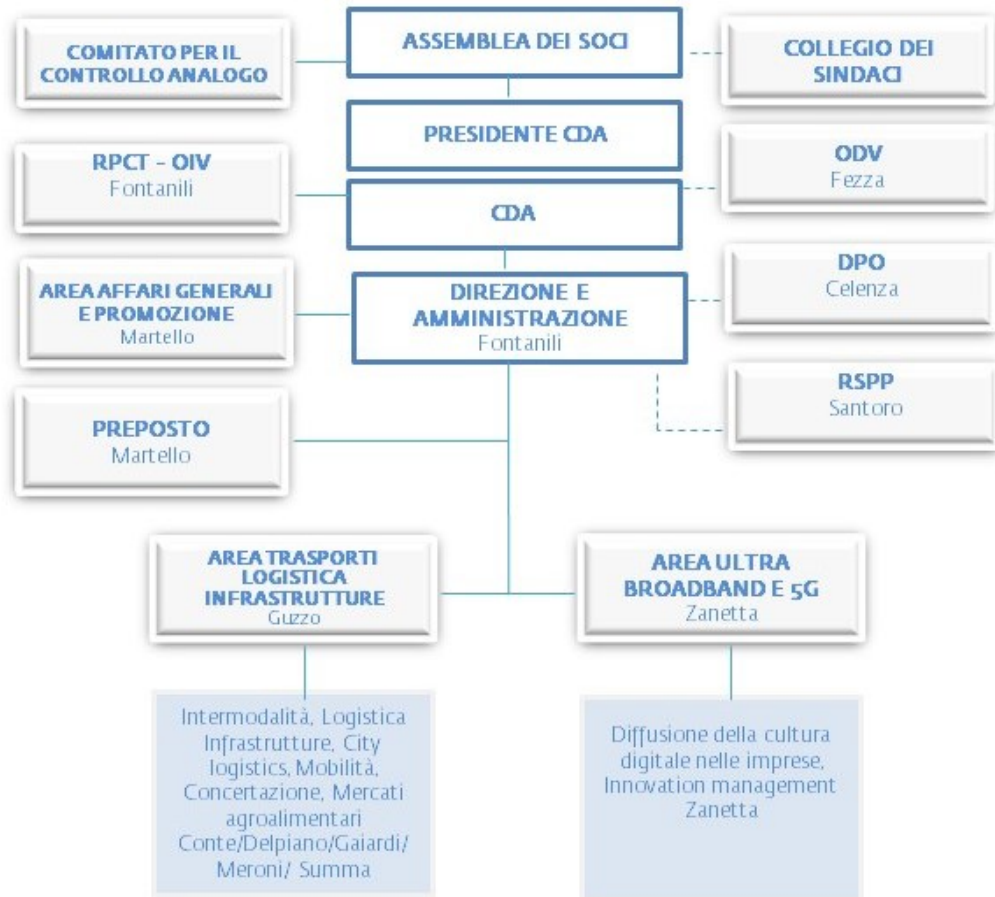 COMITATO PER IL
CONTROLLO ANALOGO
ASSEMBLEA DEI SOCI
COLLEGIO DEI
SINDACI
PRESIDENTE CDA
RPCT - OIV
Fontanili
ODV
Fezza
CDA
AREA AFFARI GENERALI
E PROMOZIONE
Martello
DIREZIONE E
AMMINISTRAZIONE
Fontanili
DPO
Celenza
RSPP
Santoro
PREPOSTO
Martello
AREA TRASPORTI
LOGISTICA
INFRASTRUTTURE
Guzzo
AREA ULTRA
BROADBAND E 5G
Zanetta
Intermodalità, Logistica
Infrastrutture, City
logistics, Mobilità,
Concertazione, Mercati
agroalimentari
Conte/Delpiano/Gaiardi/
Meroni/ Summa
Diffusione della cultura
digitale nelle imprese,
Innovation management
Zanetta